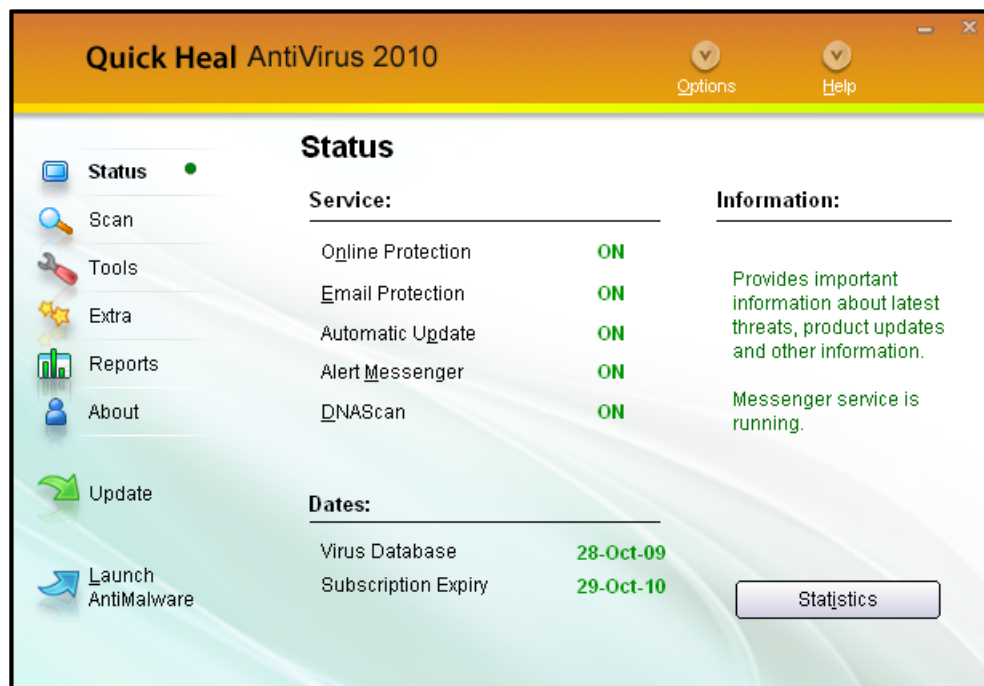 Quick Heal AntiVirus 2010
Options
Help
Status
Scan
Tools
Extra
Reports
About
Update
Launch
AntiMalware
Status
Service:
Online Protection ON
Email Protection ON
Automatic Update ON
Alert Messenger ON
DNAScan ON
Dates:
Virus Database 28-Oct-09
Subscription Expiry 29-Oct-10
Information:
Provides important
information about latest
threats, product updates
and other information.
Messenger service is
running.
Statistics